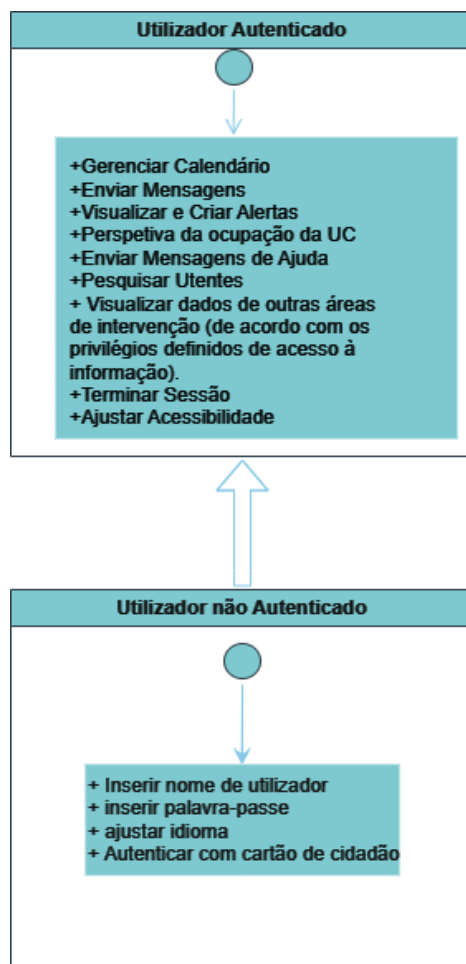 Utilizador Autenticado
+Gerenciar Calendário
+Enviar Mensagens
+Visualizar e Criar Alertas
+Perspetiva da ocupação da UC
+Enviar Mensagens de Ajuda
+Pesquisar Utentes
+ Visualizar dados de outras áreas
de intervenção (de acordo com os
privilégios definidos de acesso à
informação).
+Terminar Sessão
+Ajustar Acessibilidade
Utilizador não Autenticado
+ Inserir nome de utilizador
+ inserir palavra-passe
+ ajustar idioma
+ Autenticar com cartão de cidadão